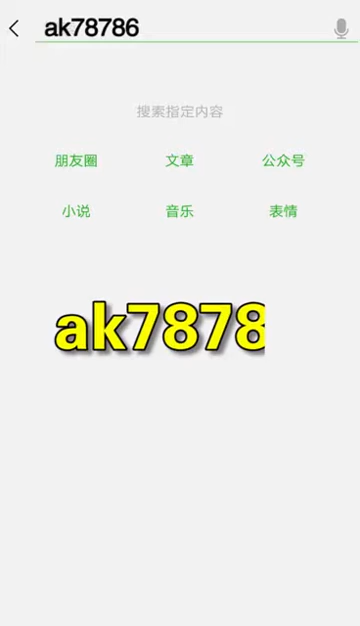 ak78786
搜索指定内容
朋友圈 文章 公众号
小说 音乐 表情
ak7878